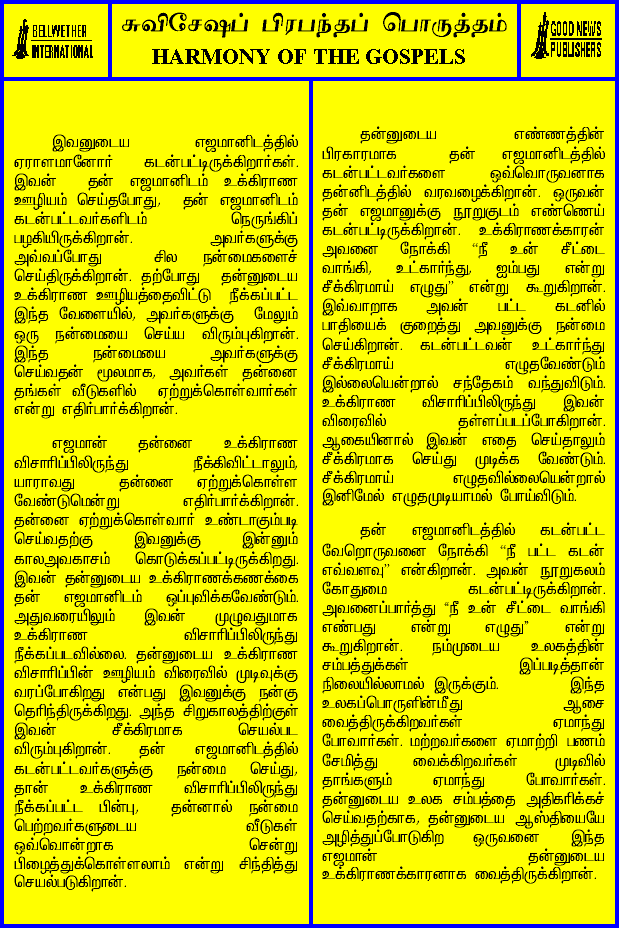 BELLWETHER
INTERNATIONAL
சுவிசேஷப் பிரபந்தப் பொருத்தம்
HARMONY OF THE GOSPELS
GOOD NEWS
PUBLISHERS
இவனுடைய எஜமானிடத்தில்
ஏராளமானோர் கடன்பட்டிருக்கிறார்கள்.
இவன் தன் எஜமானிடம் உக்கிராண
ஊழியம் செய்தபோது, தன் எஜமானிடம்
கடன்பட்டவர்களிடம் நெருங்கிப்
பழகியிருக்கிறான். அவர்களுக்கு
அவ்வப்போது சில நன்மைகளைச்
செய்திருக்கிறான். தற்போது தன்னுடைய
உக்கிராண ஊழியத்தைவிட்டு நீக்கப்பட்ட
இந்த வேளையில், அவர்களுக்கு மேலும்
ஒரு நன்மையை செய்ய விரும்புகிறான்.
இந்த நன்மையை அவர்களுக்கு
செய்வதன் மூலமாக, அவர்கள் தன்னை
தங்கள் வீடுகளில் ஏற்றுக்கொள்வார்கள்
என்று எதிர்பார்க்கிறான்.
எஜமான் தன்னை உக்கிராண
விசாரிப்பிலிருந்து நீக்கிவிட்டாலும்,
யாராவது தன்னை ஏற்றுக்கொள்ள
வேண்டுமென்று எதிர்பார்க்கிறான்.
தன்னை ஏற்றுக்கொள்வார் உண்டாகும்படி
செய்வதற்கு இவனுக்கு இன்னும்
காலஅவகாசம் கொடுக்கப்பட்டிருக்கிறது.
இவன் தன்னுடைய உக்கிராணக்கணக்கை
தன் எஜமானிடம் ஒப்புவிக்கவேண்டும்.
அதுவரையிலும் இவன் முழுவதுமாக
உக்கிராண விசாரிப்பிலிருந்து
நீக்கப்படவில்லை. தன்னுடைய உக்கிராண
விசாரிப்பின் ஊழியம் விரைவில் முடிவுக்கு
வரப்போகிறது என்பது இவனுக்கு நன்கு
தெரிந்திருக்கிறது. அந்த சிறுகாலத்திற்குள்
இவன் சீக்கிரமாக செயல்பட
விரும்புகிறான். தன் எஜமானிடத்தில்
கடன்பட்டவர்களுக்கு நன்மை செய்து,
தான் உக்கிராண விசாரிப்பிலிருந்து
நீக்கப்பட்ட பின்பு, தன்னால் நன்மை
பெற்றவர்களுடைய வீடுகள்
ஒவ்வொன்றாக சென்று
பிழைத்துக்கொள்ளலாம் என்று சிந்தித்து
செயல்படுகிறான்.
தன்னுடைய எண்ணத்தின்
பிரகாரமாக தன் எஜமானிடத்தில்
கடன்பட்டவர்களை ஒவ்வொருவனாக
தன்னிடத்தில் வரவழைக்கிறான். ஒருவன்
தன் எஜமானுக்கு நூறுகுடம் எண்ணெய்
கடன்பட்டிருக்கிறான். உக்கிராணக்காரன்
அவனை நோக்கி “நீ உன் சீட்டை
வாங்கி, உட்கார்ந்து, ஐம்பது என்று
சீக்கிரமாய் எழுது” என்று கூறுகிறான்.
இவ்வாறாக அவன் பட்ட கடனில்
பாதியைக் குறைத்து அவனுக்கு நன்மை
செய்கிறான். கடன்பட்டவன் உட்கார்ந்து
சீக்கிரமாய் எழுதவேண்டும்
இல்லையென்றால் சந்தேகம் வந்துவிடும்.
உக்கிராண விசாரிப்பிலிருந்து இவன்
விரைவில் தள்ளப்படப்போகிறான்.
ஆகையினால் இவன் எதை செய்தாலும்
சீக்கிரமாக செய்து முடிக்க வேண்டும்.
சீக்கிரமாய் எழுதவில்லையென்றால்
இனிமேல் எழுதமுடியாமல் போய்விடும்.
தன் எஜமானிடத்தில் கடன்பட்ட
வேறொருவனை நோக்கி “நீ பட்ட கடன்
எவ்வளவு” என்கிறான். அவன் நூறுகலம்
கோதுமை கடன்பட்டிருக்கிறான்.
அவனைப்பார்த்து “நீ உன் சீட்டை வாங்கி
எண்பது என்று எழுது” என்று
கூறுகிறான். நம்முடைய உலகத்தின்
சம்பத்துக்கள் இப்படித்தான்
நிலையில்லாமல் இருக்கும். இந்த
உலகப்பொருளின்மீது ஆசை
வைத்திருக்கிறவர்கள் ஏமாந்து
போவார்கள். மற்றவர்களை ஏமாற்றி பணம்
சேமித்து வைக்கிறவர்கள் முடிவில்
தாங்களும் ஏமாந்து போவார்கள்.
தன்னுடைய உலக சம்பத்தை அதிகரிக்கச்
செய்வதற்காக, தன்னுடைய ஆஸ்தியையே
அழித்துப்போடுகிற ஒருவனை இந்த
எஜமான் தன்னுடைய
உக்கிராணக்காரனாக வைத்திருக்கிறான்.